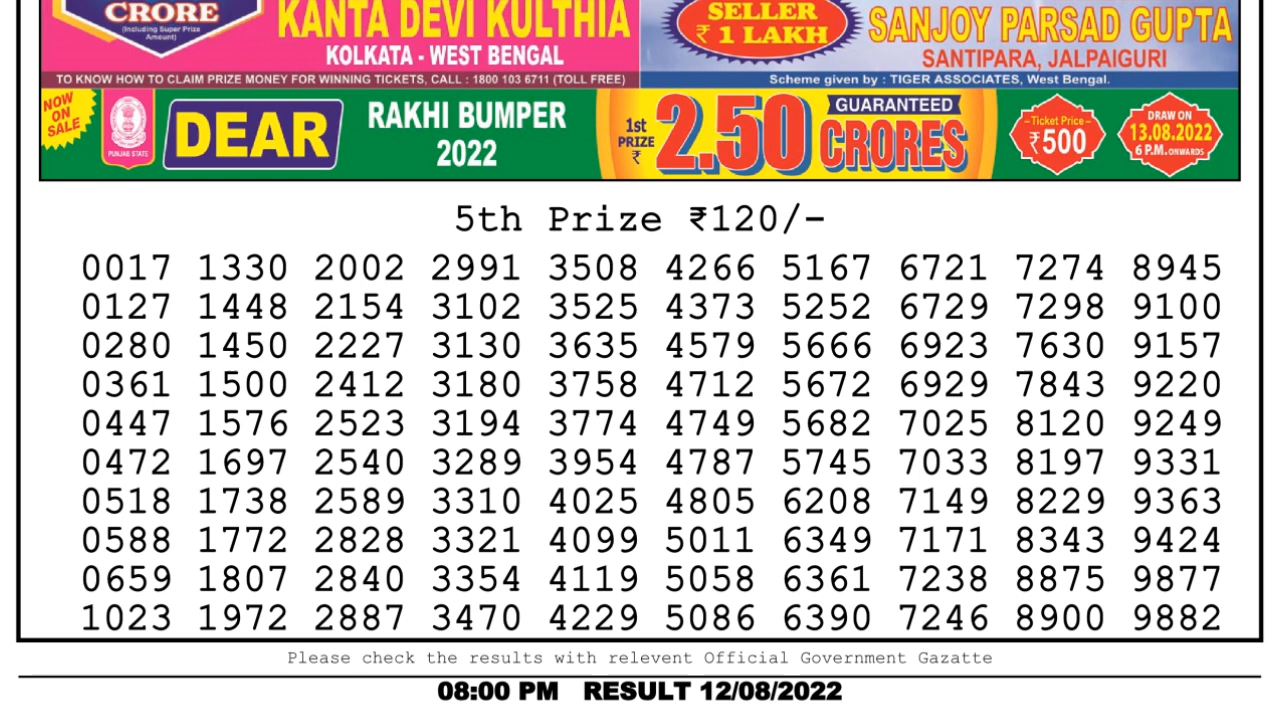 CRORE
(Including Super Prize
Amount)
KANTA DEVI KULTHIA
KOLKATA - WEST BENGAL
SELLER
₹ 1 LAKH
SANJOY PARSAD GUPTA
SANTIPARA, JALPAIGURI
TO KNOW HOW TO CLAIM PRIZE MONEY FOR WINNING TICKETS, CALL : 1800 103 6711 (TOLL FREE)
Scheme given by : TIGER ASSOCIATES, West Bengal.
NOW
ON
SALE
PUNJAB STATE
DEAR
RAKHI BUMPER
2022
1st
PRIZE
₹
2.50
GUARANTEED
CRORES
Ticket Price
₹500
DRAW ON
13.08.2022
6 P.M. ONWARDS
5th Prize ₹120/-
0017 1330 2002 2991 3508 4266 5167 6721 7274 8945
0127 1448 2154 3102 3525 4373 5252 6729 7298 9100
0280 1450 2227 3130 3635 4579 5666 6923 7630 9157
0361 1500 2412 3180 3758 4712 5672 6929 7843 9220
0447 1576 2523 3194 3774 4749 5682 7025 8120 9249
0472 1697 2540 3289 3954 4787 5745 7033 8197 9331
0518 1738 2589 3310 4025 4805 6208 7149 8229 9363
0588 1772 2828 3321 4099 5011 6349 7171 8343 9424
0659 1807 2840 3354 4119 5058 6361 7238 8875 9877
1023 1972 2887 3470 4229 5086 6390 7246 8900 9882
Please check the results with relevent Official Government Gazatte
08:00 PM RESULT 12/08/2022